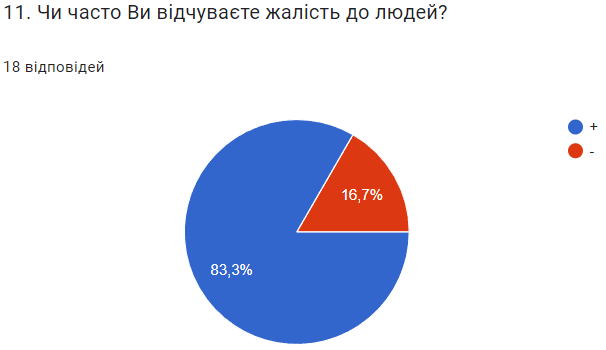 11. Чи часто Ви відчуваєте жалість до людей?
18 відповідей
+
-
16,7%
83,3%